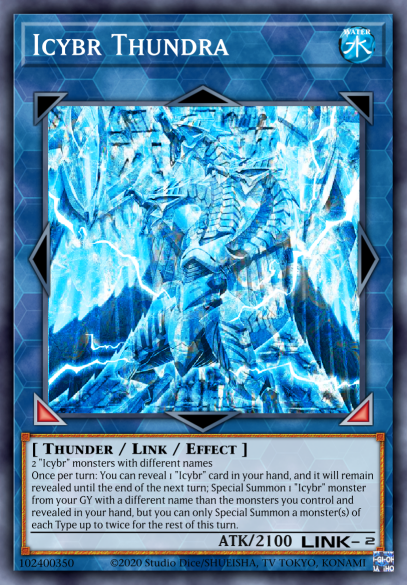 Icybr Thundra
WATER
水
[ Thunder / Link / Effect ]
2 "Icybr" monsters with different names
Once per turn: You can reveal 1 "Icybr" card in your hand, and it will remain
revealed until the end of the next turn; Special Summon 1 "Icybr" monster
from your GY with a different name than the monsters you control and
revealed in your hand, but you can only Special Summon a monster(s) of
each Type up to twice for the rest of this turn.
ATK/2100 LINK-2
102400350 ©2020 Studio Dice/SHUEISHA, TV TOKYO, KONAMI